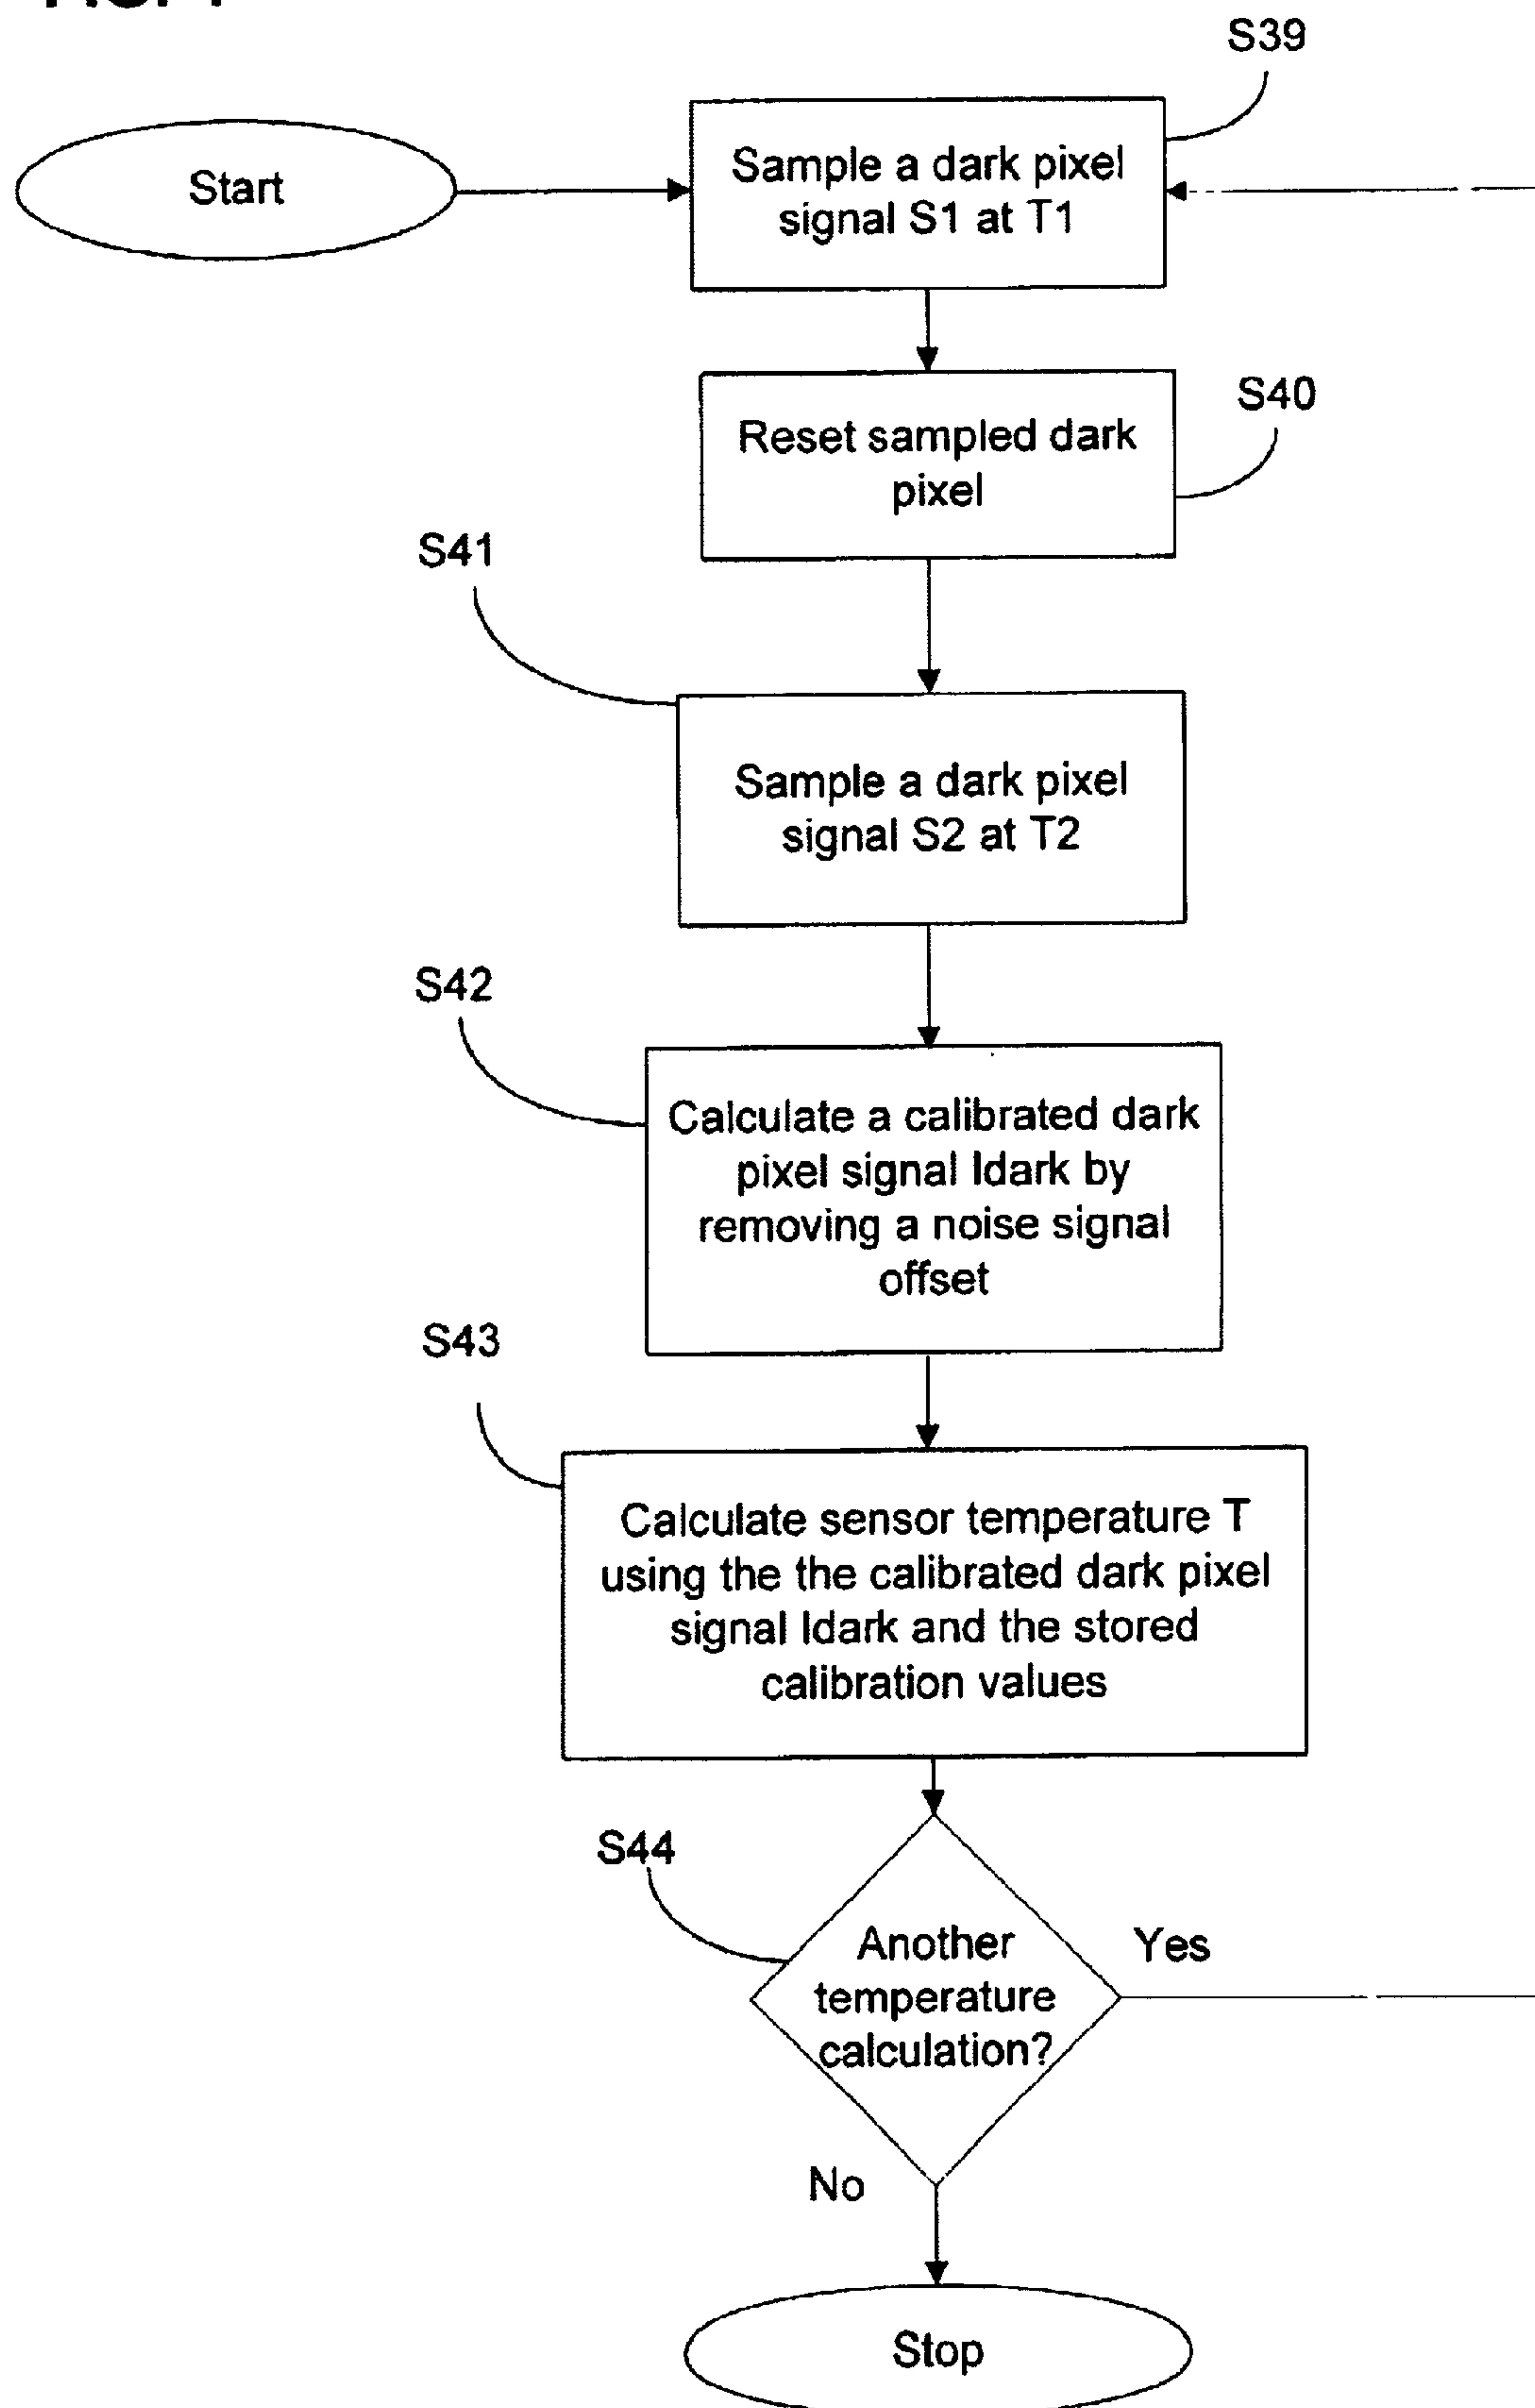 S39
Start
Sample a dark pixel
signal S1 at T1
S40
Reset sampled dark
pixel
S41
Sample a dark pixel
signal S2 at T2
S42
Calculate a calibrated dark
pixel signal Idark by
removing a noise signal
offset
S43
Calculate sensor temperature T
using the the calibrated dark pixel
signal Idark and the stored
calibration values
S44
Another
temperature
calculation?
Yes
No
Stop